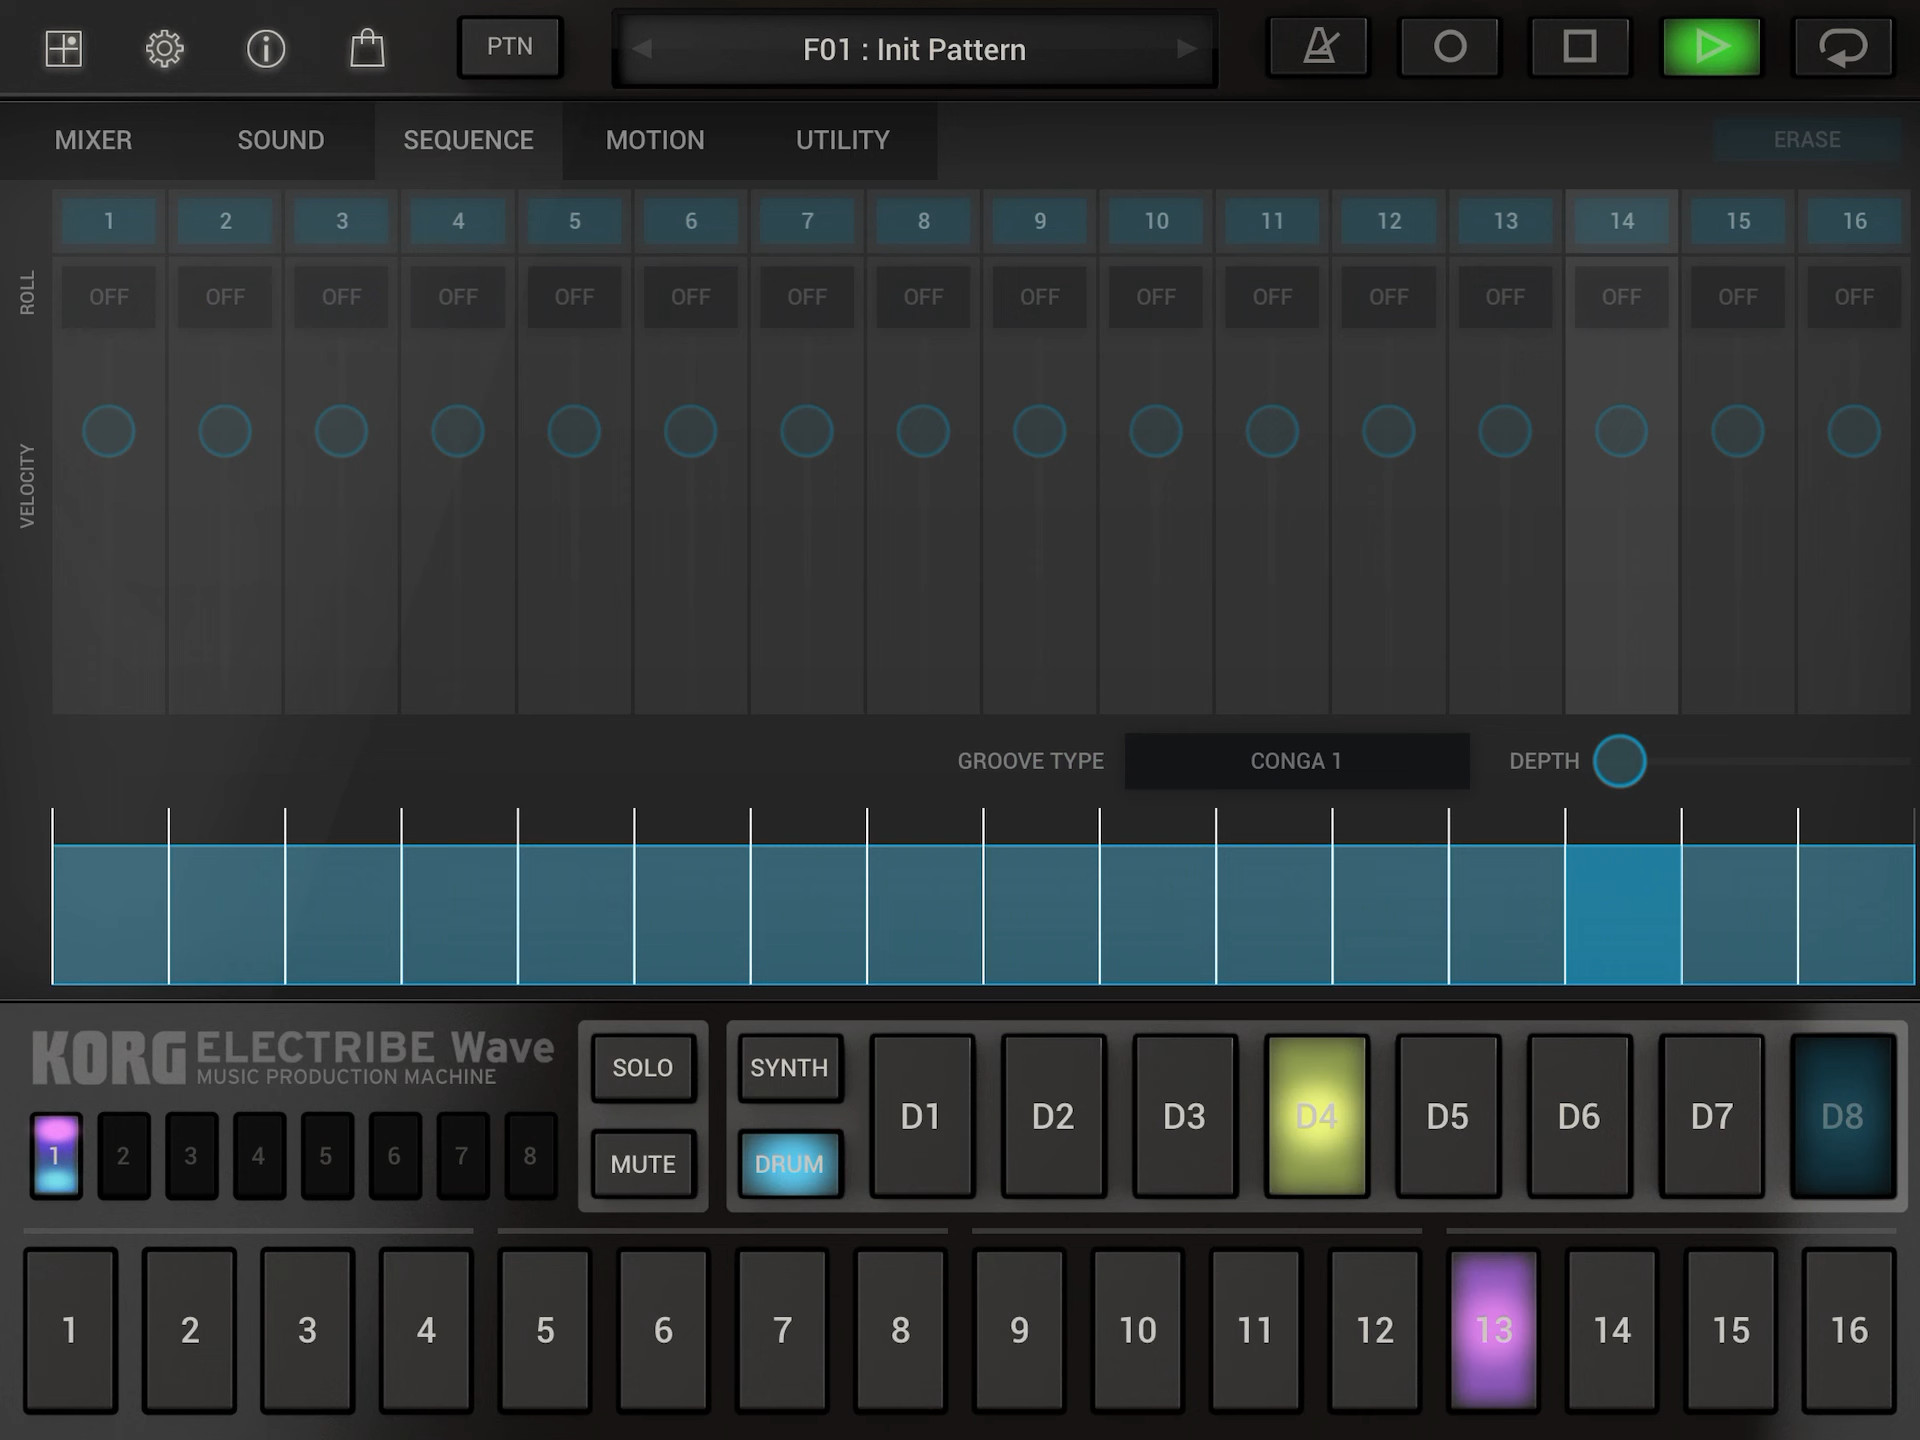 PTN
F01 : Init Pattern
MIXER SOUND SEQUENCE MOTION UTILITY ERASE
1 2 3 4 5 6 7 8 9 10 11 12 13 14 15 16
ROLL
OFF OFF OFF OFF OFF OFF OFF OFF OFF OFF OFF OFF OFF OFF OFF OFF
VELOCITY
GROOVE TYPE CONGA 1 DEPTH
KORG ELECTRIBE Wave
MUSIC PRODUCTION MACHINE
1 2 3 4 5 6 7 8
SOLO
MUTE
SYNTH
DRUM
D1 D2 D3 D4 D5 D6 D7 D8
1 2 3 4 5 6 7 8 9 10 11 12 13 14 15 16